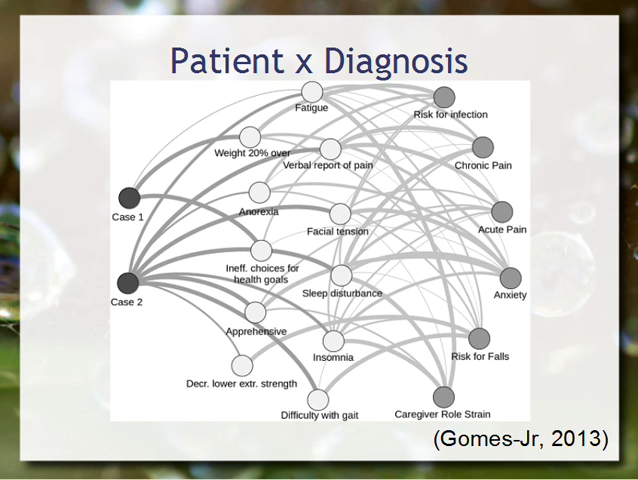 Patient x Diagnosis
Fatigue
Risk for infection
Weight 20% over
Verbal report of pain
Chronic Pain
Case 1
Anorexia
Facial tension
Acute Pain
Ineff. choices for
health goals
Case 2
Sleep disturbance
Anxiety
Apprehensive
Insomnia
Risk for Falls
Decr. lower extr. strength
Difficulty with gait
Caregiver Role Strain
(Gomes-Jr, 2013)